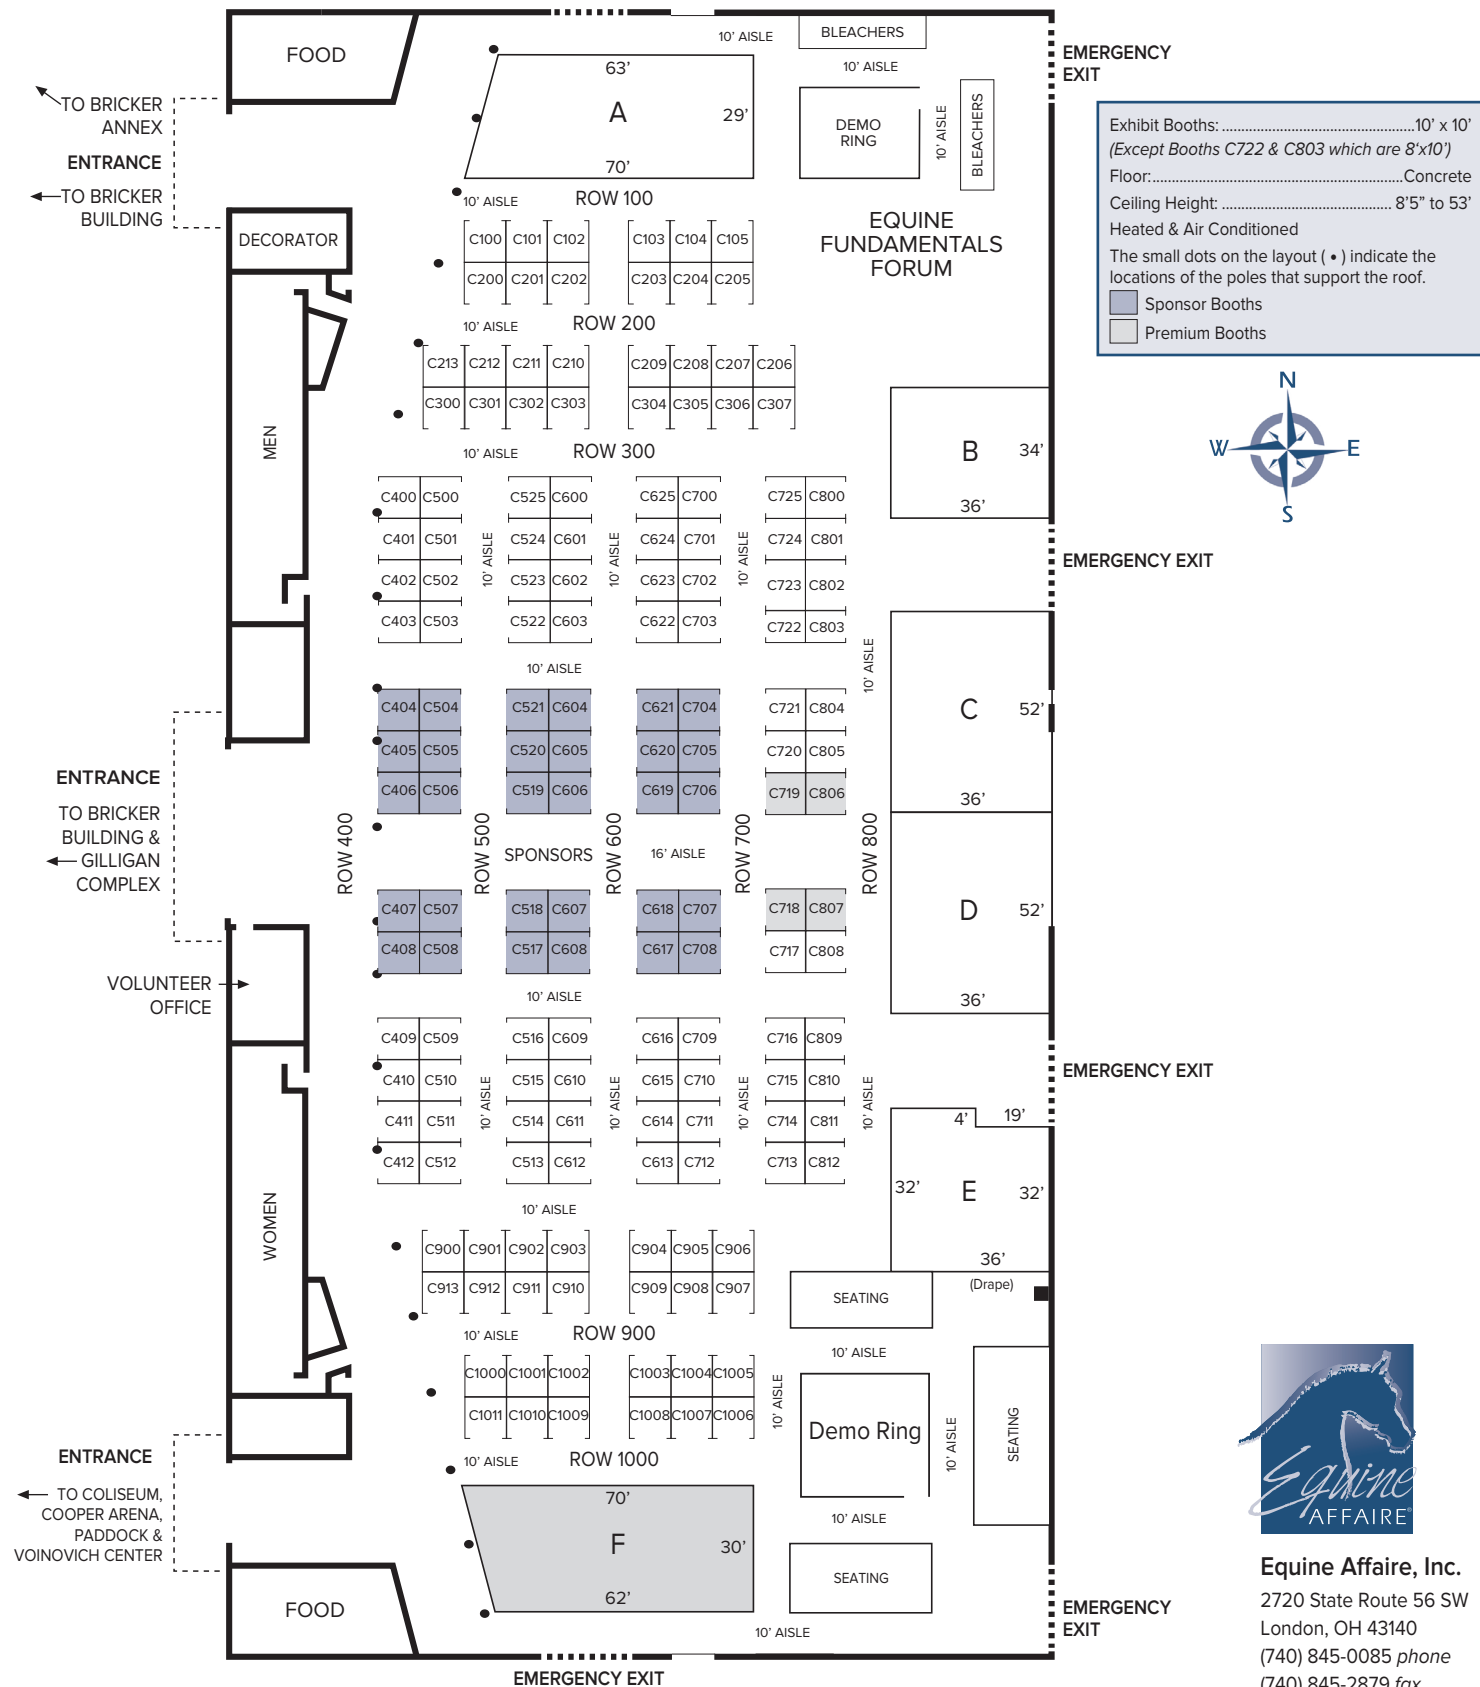 FOOD
TO BRICKER
ANNEX
ENTRANCE
TO BRICKER
BUILDING
DECORATOR
MEN
10' AISLE
BLEACHERS
10' AISLE
63'
A
29'
70'
DEMO
RING
10' AISLE
BLEACHERS
EMERGENCY
EXIT
Exhibit Booths: ..........10' x 10'
(Except Booths C722 & C803 which are 8'x10')
Floor:..........Concrete
Ceiling Height: .......... 8'5" to 53'
Heated & Air Conditioned
The small dots on the layout ( • ) indicate the
locations of the poles that support the roof.
Sponsor Booths
Premium Booths
N
W E
S
10' AISLE ROW 100
C100 C101 C102 C103 C104 C105
C200 C201 C202 C203 C204 C205
EQUINE
FUNDAMENTALS
FORUM
10' AISLE ROW 200
C213 C212 C211 C210 C209 C208 C207 C206
C300 C301 C302 C303 C304 C305 C306 C307
10' AISLE ROW 300
B 34'
36'
C400 C500 C525 C600 C625 C700 C725 C800
C401 C501 C524 C601 C624 C701 C724 C801
10' AISLE 10' AISLE 10' AISLE
C402 C502 C523 C602 C623 C702 C723 C802
C403 C503 C522 C603 C622 C703 C722 C803
EMERGENCY EXIT
10' AISLE
10' AISLE
C404 C504 C521 C604 C621 C704 C721 C804
C405 C505 C520 C605 C620 C705 C720 C805
C406 C506 C519 C606 C619 C706 C719 C806
C 52'
36'
ENTRANCE
TO BRICKER
BUILDING &
GILLIGAN
COMPLEX
ROW 400 ROW 500 SPONSORS ROW 600 16' AISLE ROW 700 ROW 800
C407 C507 C518 C607 C618 C707 C718 C807
C408 C508 C517 C608 C617 C708 C717 C808
D 52'
36'
VOLUNTEER
OFFICE
10' AISLE
C409 C509 C516 C609 C616 C709 C716 C809
C410 C510 C515 C610 C615 C710 C715 C810
10' AISLE 10' AISLE 10' AISLE 10' AISLE
C411 C511 C514 C611 C614 C711 C714 C811
C412 C512 C513 C612 C613 C712 C713 C812
EMERGENCY EXIT
4' 19'
32' E 32'
36'
(Drape)
WOMEN
10' AISLE
C900 C901 C902 C903 C904 C905 C906
C913 C912 C911 C910 C909 C908 C907
SEATING
10' AISLE ROW 900
10' AISLE
C1000 C1001 C1002 C1003 C1004 C1005
C1011 C1010 C1009 C1008 C1007 C1006
10' AISLE
Demo Ring
10' AISLE
SEATING
10' AISLE ROW 1000
ENTRANCE
TO COLISEUM,
COOPER ARENA,
PADDOCK &
VOINOVICH CENTER
70'
F
30'
62'
10' AISLE
SEATING
10' AISLE
FOOD
EMERGENCY EXIT
EMERGENCY
EXIT
Equine
AFFAIRE®
Equine Affaire, Inc.
2720 State Route 56 SW
London, OH 43140
(740) 845-0085 phone
(740) 845-2879 fax